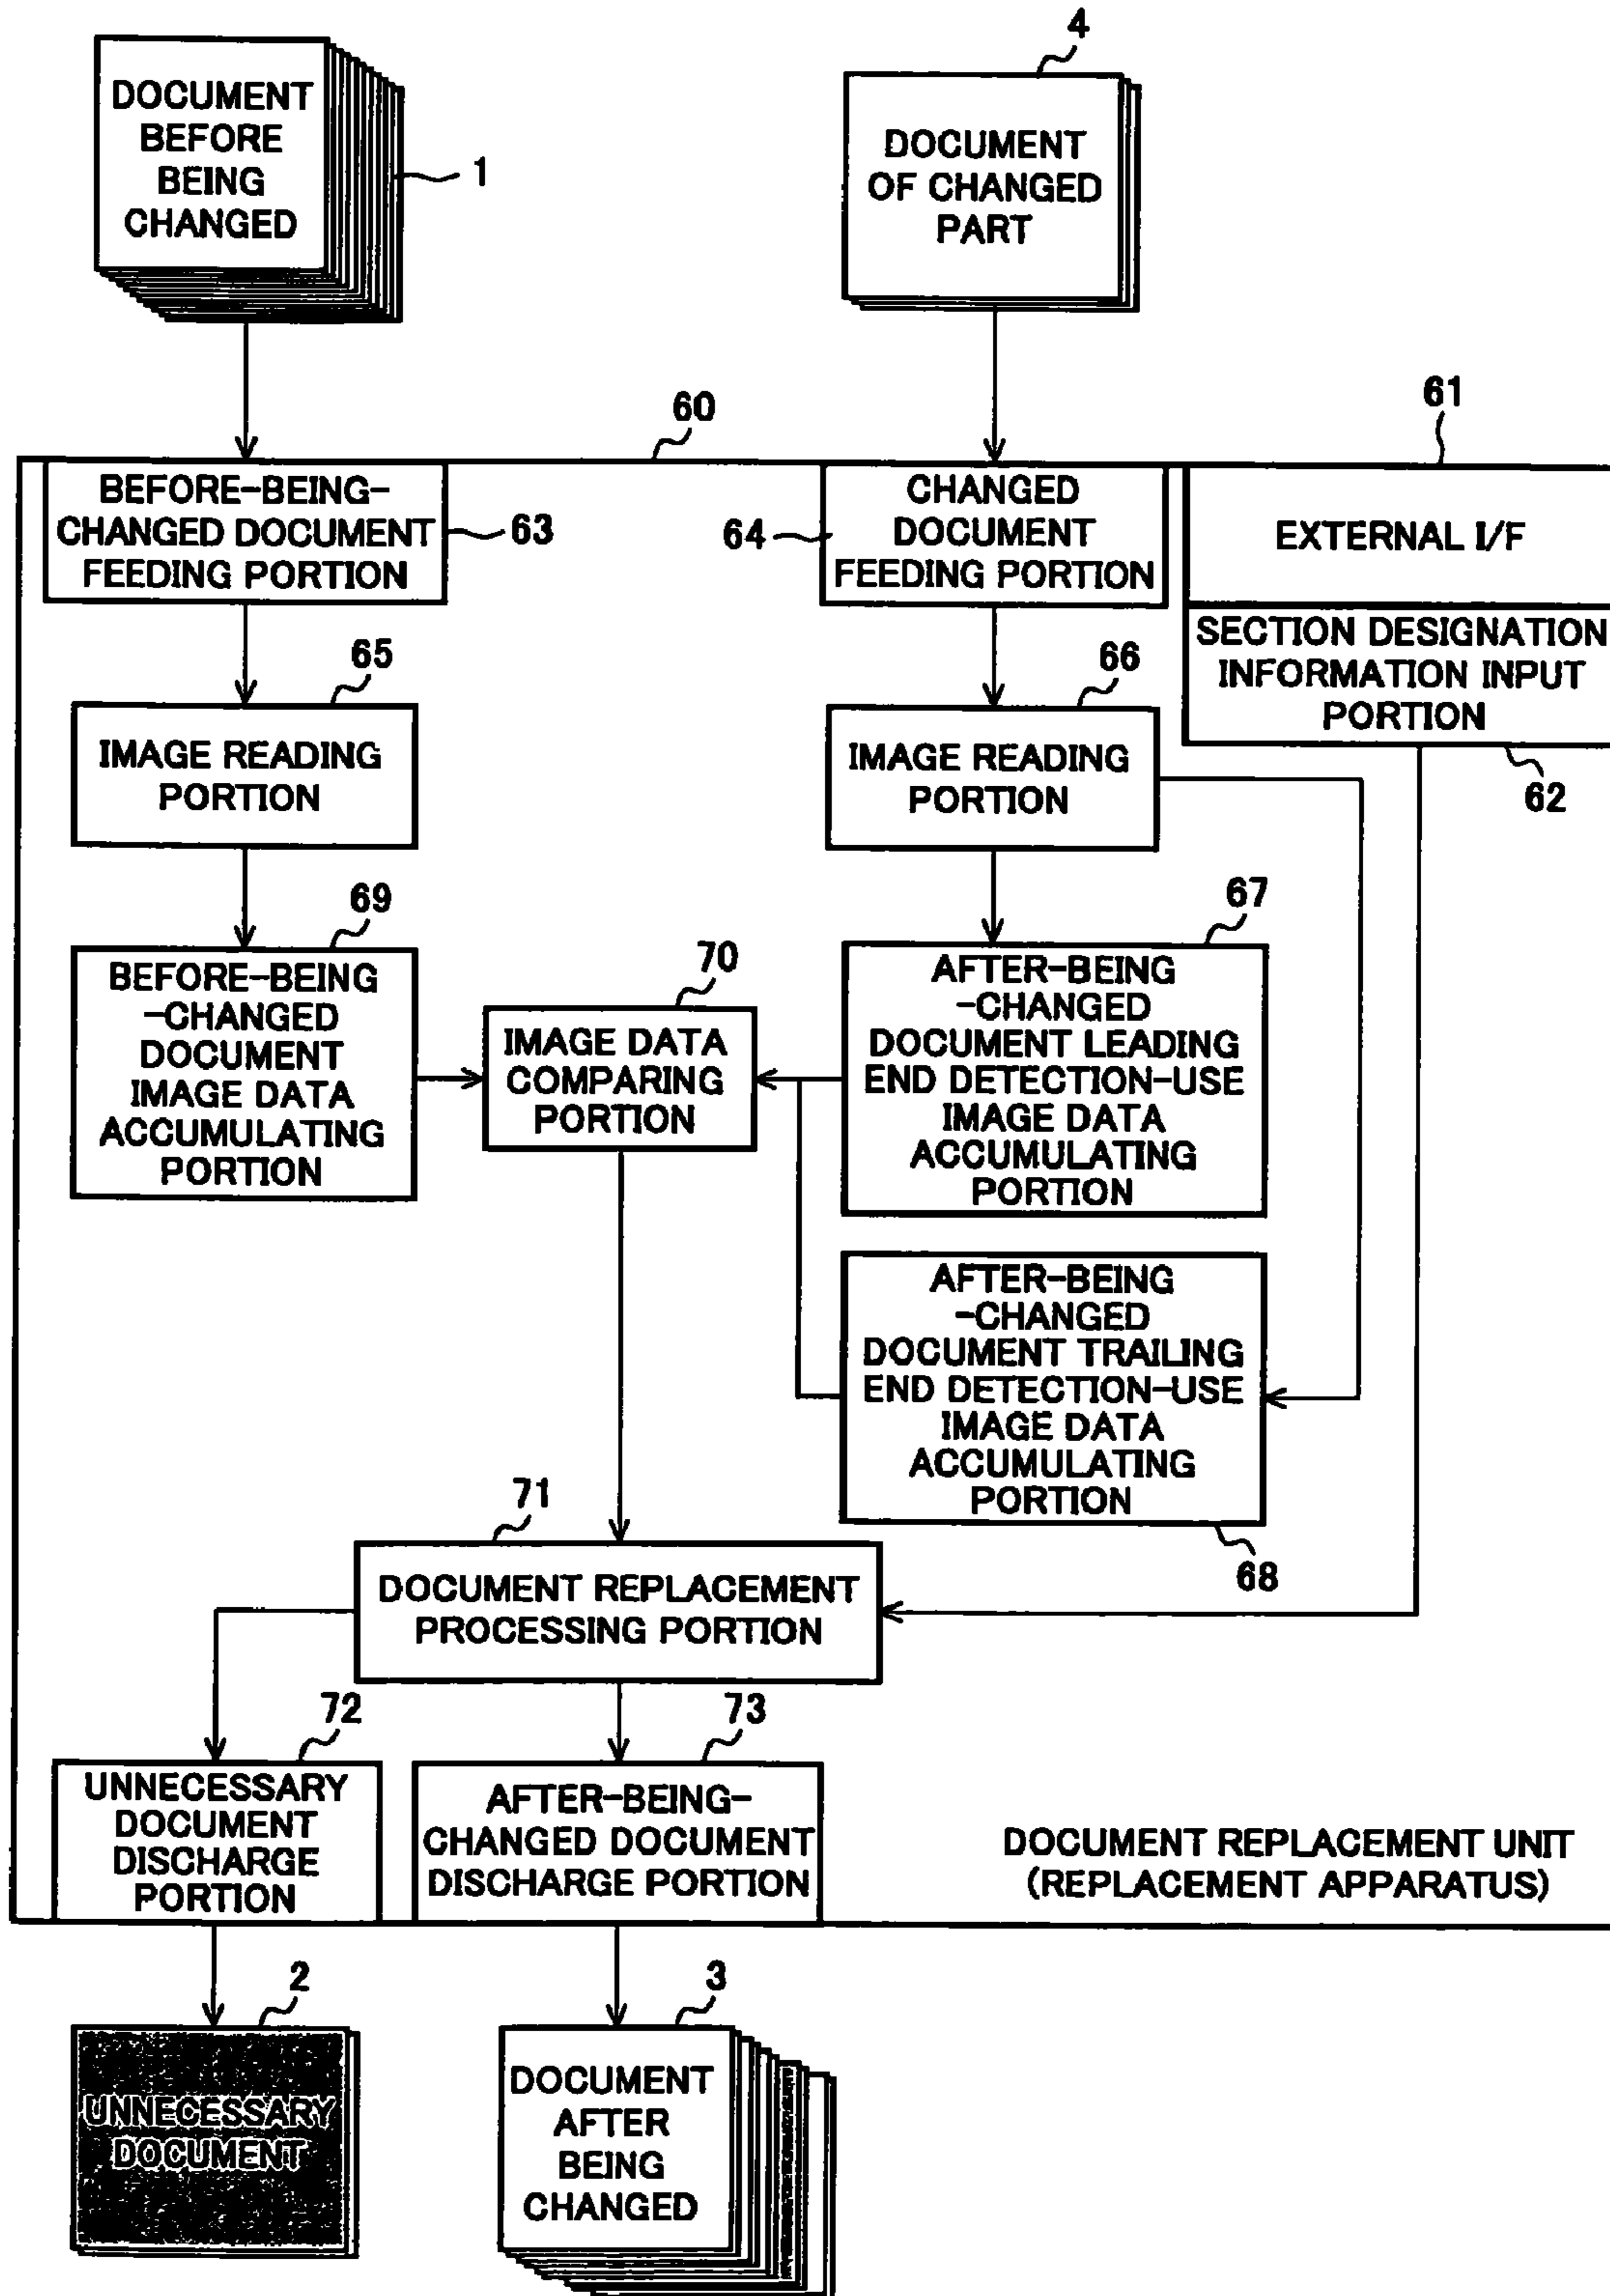 DOCUMENT
BEFORE
BEING
CHANGED
1
4
DOCUMENT
OF CHANGED
PART
60
61
BEFORE-BEING-
CHANGED DOCUMENT
FEEDING PORTION
63
64
CHANGED
DOCUMENT
FEEDING PORTION
EXTERNAL I/F
SECTION DESIGNATION
INFORMATION INPUT
PORTION
62
65
IMAGE READING
PORTION
66
IMAGE READING
PORTION
69
BEFORE-BEING
-CHANGED
DOCUMENT
IMAGE DATA
ACCUMULATING
PORTION
70
IMAGE DATA
COMPARING
PORTION
67
AFTER-BEING
-CHANGED
DOCUMENT LEADING
END DETECTION-USE
IMAGE DATA
ACCUMULATING
PORTION
AFTER-BEING
-CHANGED
DOCUMENT TRAILING
END DETECTION-USE
IMAGE DATA
ACCUMULATING
PORTION
68
71
DOCUMENT REPLACEMENT
PROCESSING PORTION
72
UNNECESSARY
DOCUMENT
DISCHARGE
PORTION
73
AFTER-BEING-
CHANGED DOCUMENT
DISCHARGE PORTION
DOCUMENT REPLACEMENT UNIT
(REPLACEMENT APPARATUS)
2
UNNECESSARY
DOCUMENT
3
DOCUMENT
AFTER
BEING
CHANGED